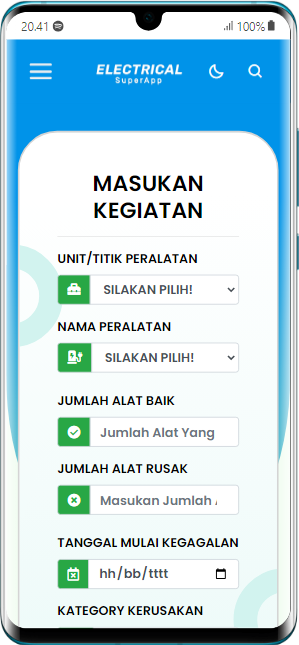 20.41
100%
ELECTRICAL
SuperApp
MASUKAN
KEGIATAN
UNIT/TITIK PERALATAN
SILAKAN PILIH!
NAMA PERALATAN
SILAKAN PILIH!
JUMLAH ALAT BAIK
Jumlah Alat Yang
JUMLAH ALAT RUSAK
Masukan Jumlah A
TANGGAL MULAI KEGAGALAN
hh/bb/tttt
KATEGORY KERUSAKAN